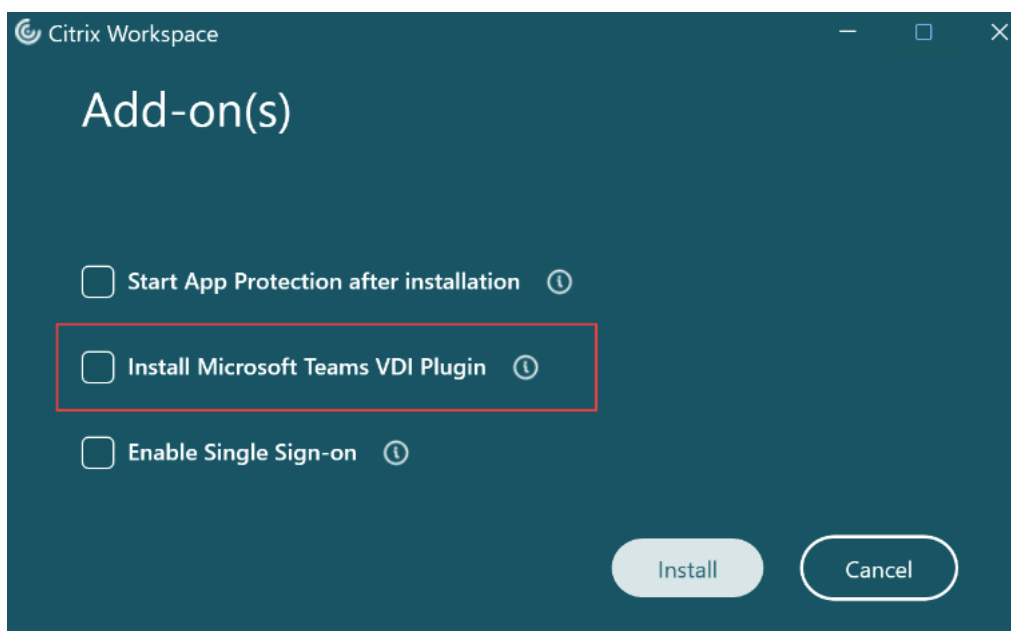 Citrix Workspace
Add-on(s)
Start App Protection after installation
Install Microsoft Teams VDI Plugin
Enable Single Sign-on
Install
Cancel